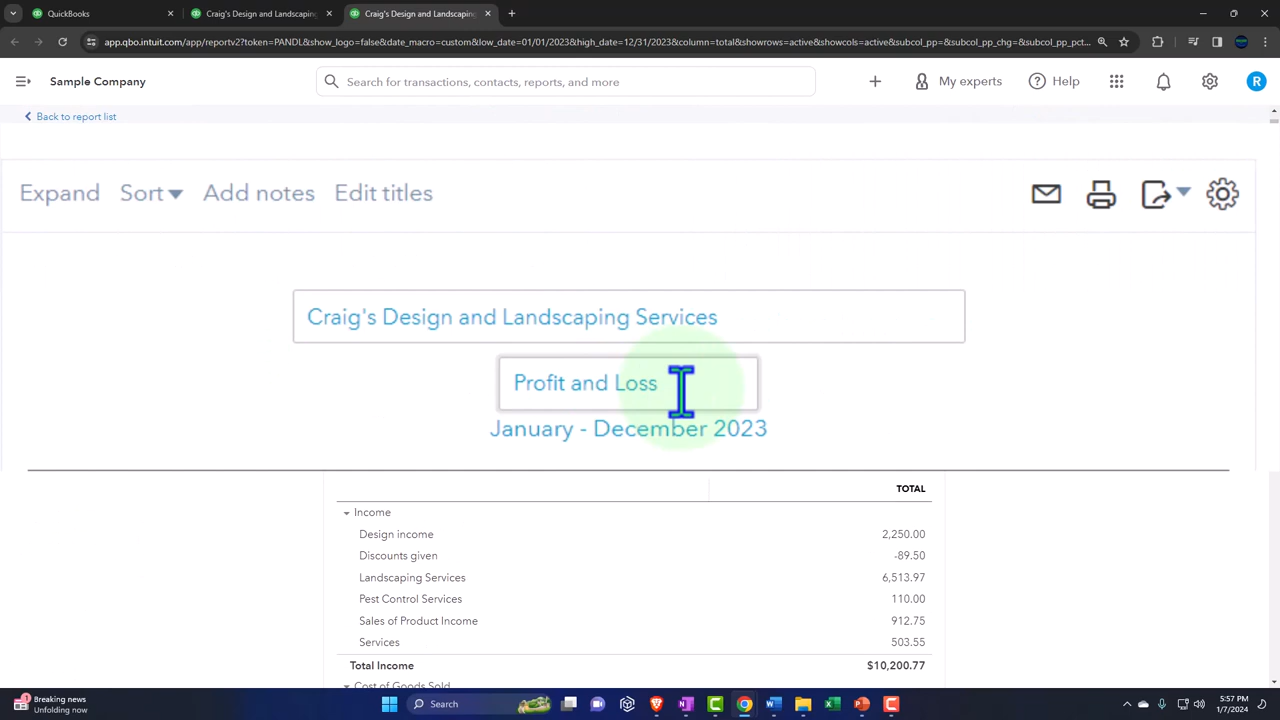 QuickBooks
Craig's Design and Landscaping
Craig's Design and Landscaping
app.qbo.intuit.com/app/reportv2?token=PANDL&show_logo=false&date_macro=custom&low_date=01/01/2023&high_date=12/31/2023&column=total&showrows=active&showcols=active&subcol_pp=&subcol_pp_chg=&subcol_pp_pct...
Sample Company
Search for transactions, contacts, reports, and more
My experts
Help
R
Back to report list
Expand Sort Add notes Edit titles
Craig's Design and Landscaping Services
Profit and Loss
January - December 2023
TOTAL
Income
Design income 2,250.00
Discounts given -89.50
Landscaping Services 6,513.97
Pest Control Services 110.00
Sales of Product Income 912.75
Services 503.55
Total Income $10,200.77
Cost of Goods Sold
1
Breaking news
Unfolding now
Search
5:57 PM
1/7/2024